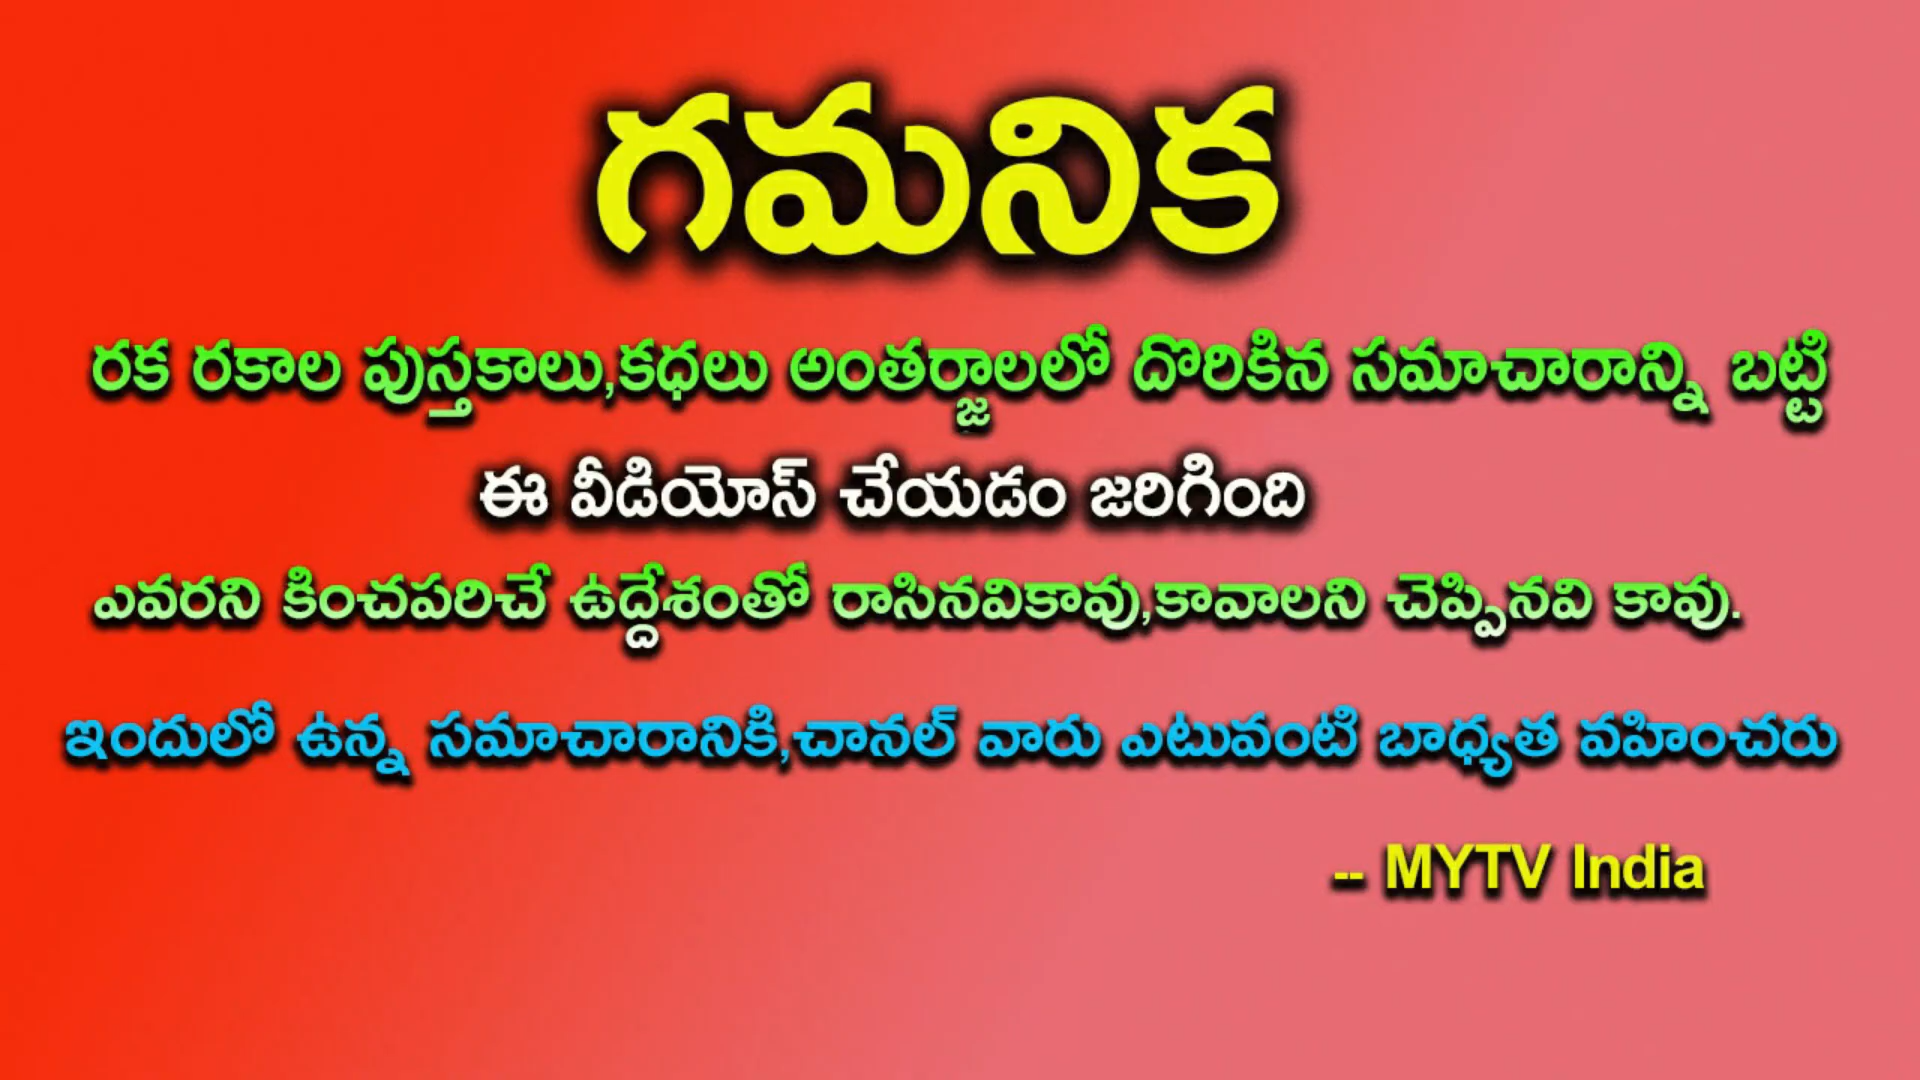 గమనిక
రక రకాల పుస్తకాలు,కధలు అంతర్జాలలో దొరికిన సమాచారాన్ని బట్టి
ఈ వీడియోస్ చేయడం జరిగింది
ఎవరని కించపరిచే ఉద్దేశంతో రాసినవికావు,కావాలని చెప్పినవి కావు.
ఇందులో ఉన్న సమాచారానికి,చానల్ వారు ఎటువంటి బాధ్యత వహించరు
-- MYTV India